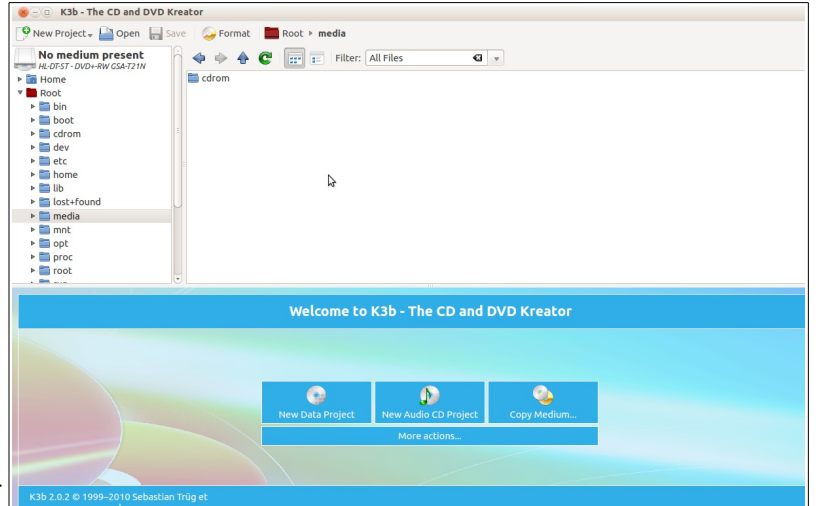 K3b - The CD and DVD Kreator
New Project Open Save Format Root media
No medium present
HL-DT-ST - DVD+-RW GSA-T21N
Filter: All Files
Home
cdrom
Root
bin
boot
cdrom
dev
etc
home
lib
lost+found
media
mnt
opt
proc
root
Welcome to K3b - The CD and DVD Kreator
New Data Project New Audio CD Project Copy Medium...
More actions...
K3b 2.0.2 © 1999–2010 Sebastian Trüg et